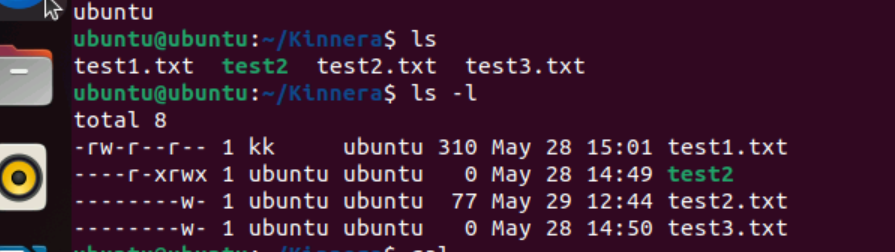 ubuntu
ubuntu@ubuntu:~/Kinnera$ ls
test1.txt  test2  test2.txt  test3.txt
ubuntu@ubuntu:~/Kinnera$ ls -l
total 8
-rw-r--r-- 1 kk     ubuntu 310 May 28 15:01 test1.txt
----r-xrwx 1 ubuntu ubuntu   0 May 28 14:49 test2
--------w- 1 ubuntu ubuntu  77 May 29 12:44 test2.txt
--------w- 1 ubuntu ubuntu   0 May 28 14:50 test3.txt